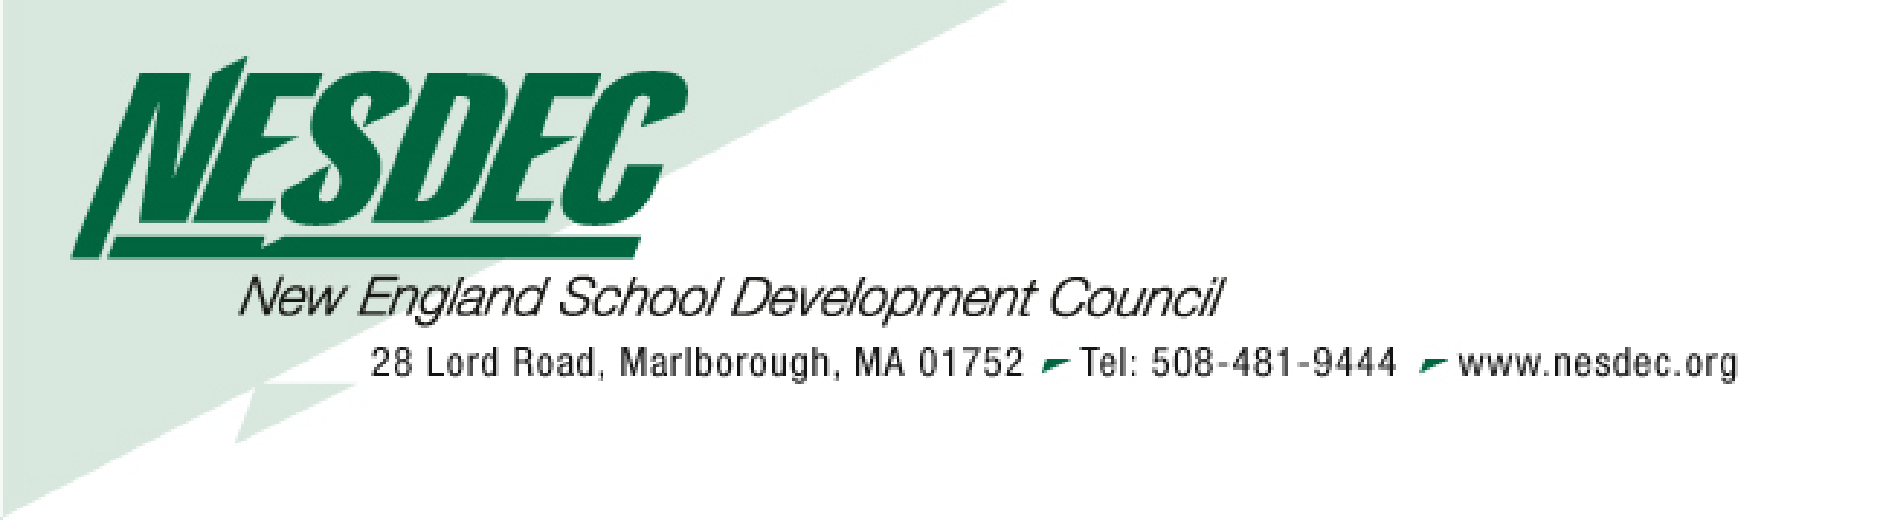 NESDEC
New England School Development Council
28 Lord Road, Marlborough, MA 01752 Tel: 508-481-9444 www.nesdec.org